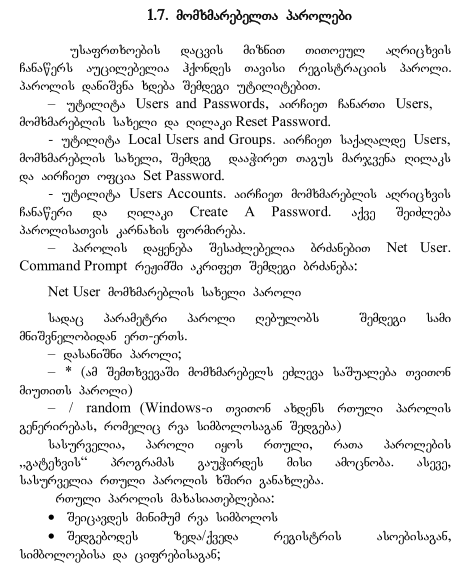 1.7. მომხმარებელთა პაროლები
უსაფრთხოების დაცვის მიზნით თითოეულ აღრიცხვის
ჩანაწერს აუცილებელია ჰქონდეს თავისი რეგისტრაციის პაროლი.
პაროლის დანიშვნა ხდება შემდეგი უტილიტებით.
– უტილიტა Users and Passwords, აირჩიეთ ჩანართი Users,
მომხმარებლის სახელი და ღილაკი Reset Password.
- უტილიტა Local Users and Groups. აირჩიეთ საქაღალდე Users,
მომხმარებლის სახელი, შემდეგ დააჭირეთ თაგუს მარჯვენა ღილაკს
და აირჩიეთ ოფცია Set Password.
- უტილიტა Users Accounts. აირჩიეთ მომხმარებლის აღრიცხვის
ჩანაწერი და ღილაკი Create A Password. აქვე შეიძლება
პაროლისათვის კარნახის ფორმირება.
– პაროლის დაყენება შესაძლებელია ბრძანებით Net User.
Command Prompt რეჟიმში აკრიფეთ შემდეგი ბრძანება:
Net User მომხმარებლის სახელი პაროლი
სადაც პარამეტრი პაროლი ღებულობს შემდეგი სამი
მნიშვნელობიდან ერთ-ერთს.
– დასანიშნი პაროლი;
– * (ამ შემთხვევაში მომხმარებელს ეძლევა საშუალება თვითონ
მიუთითს პაროლი)
– / random (Windows-ი თვითონ ახდენს რთული პაროლის
გენერირებას, რომელიც რვა სიმბოლოსაგან შედგება)
სასურველია, პაროლი იყოს რთული, რათა პაროლების
„გატეხვის“ პროგრამას გაუჭირდეს მისი ამოცნობა. ასევე,
სასურველია რთული პაროლის ხშირი განახლება.
რთული პაროლის მახასიათებლებია:
• შეიცავდეს მინიმუმ რვა სიმბოლოს
• შედგებოდეს ზედა/ქვედა რეგისტრის ასოებისაგან,
სიმბოლოებისა და ციფრებისაგან;